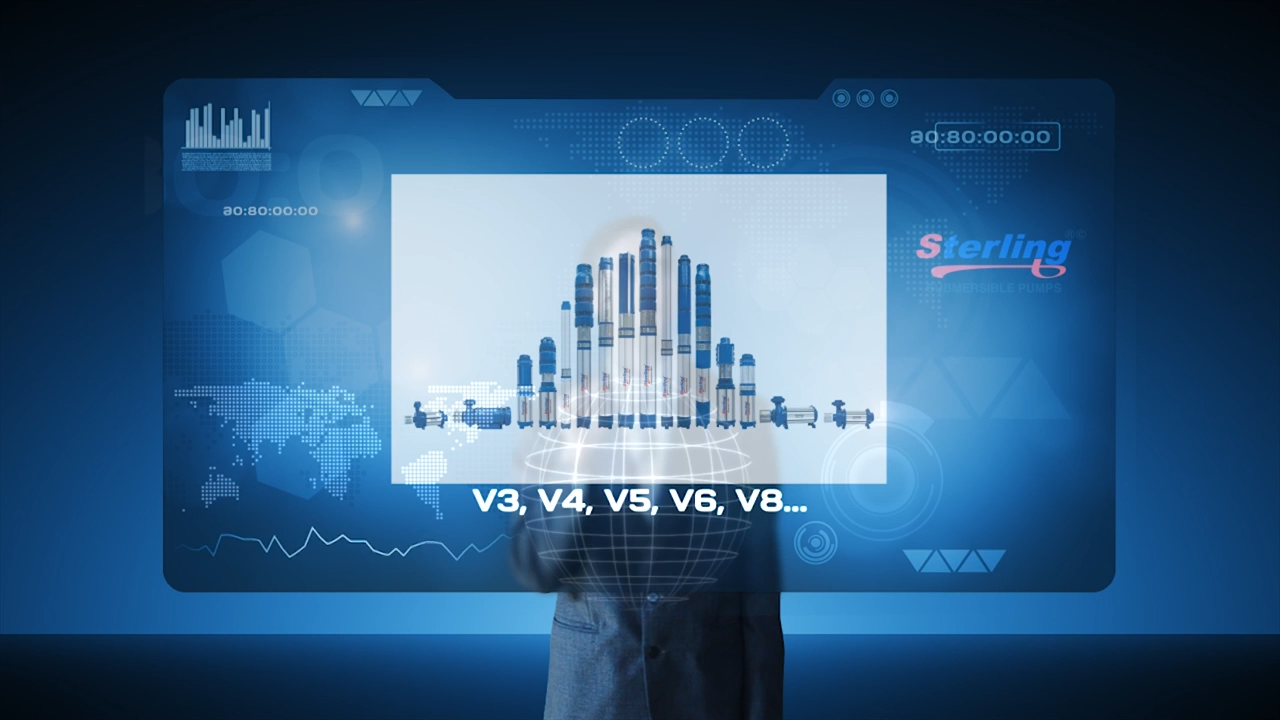 a0:80:00:00
a0:80:00:00
Sterling
SUBMERSIBLE PUMPS
V3, V4, V5, V6, V8...